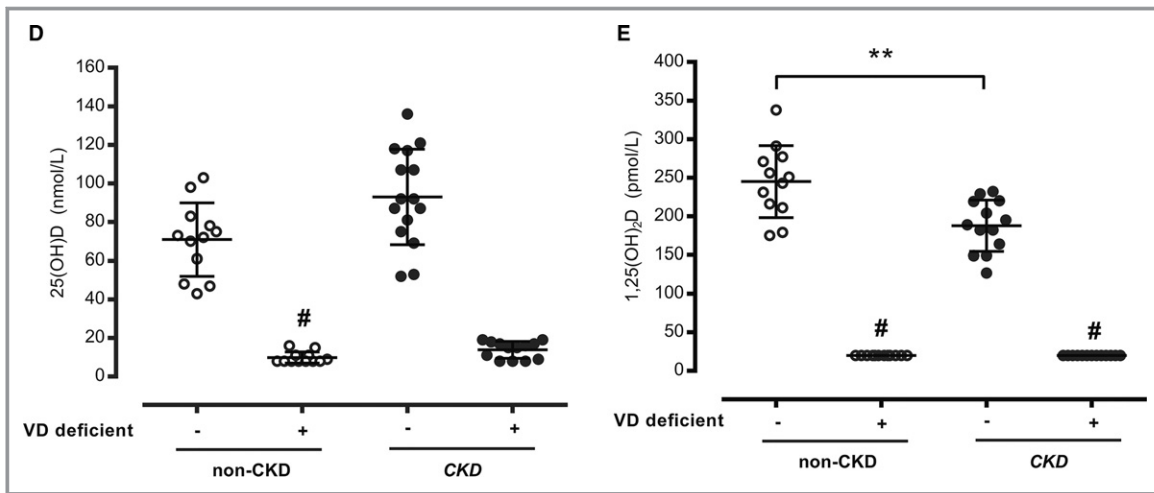 D
160
140
120
100
80
60
40
20
0
25(OH)D (nmol/L)
#
VD deficient - + - +
non-CKD CKD
E
400
350
300
250
200
150
100
50
0
1,25(OH)₂D (pmol/L)
**
# #
VD deficient - + - +
non-CKD CKD